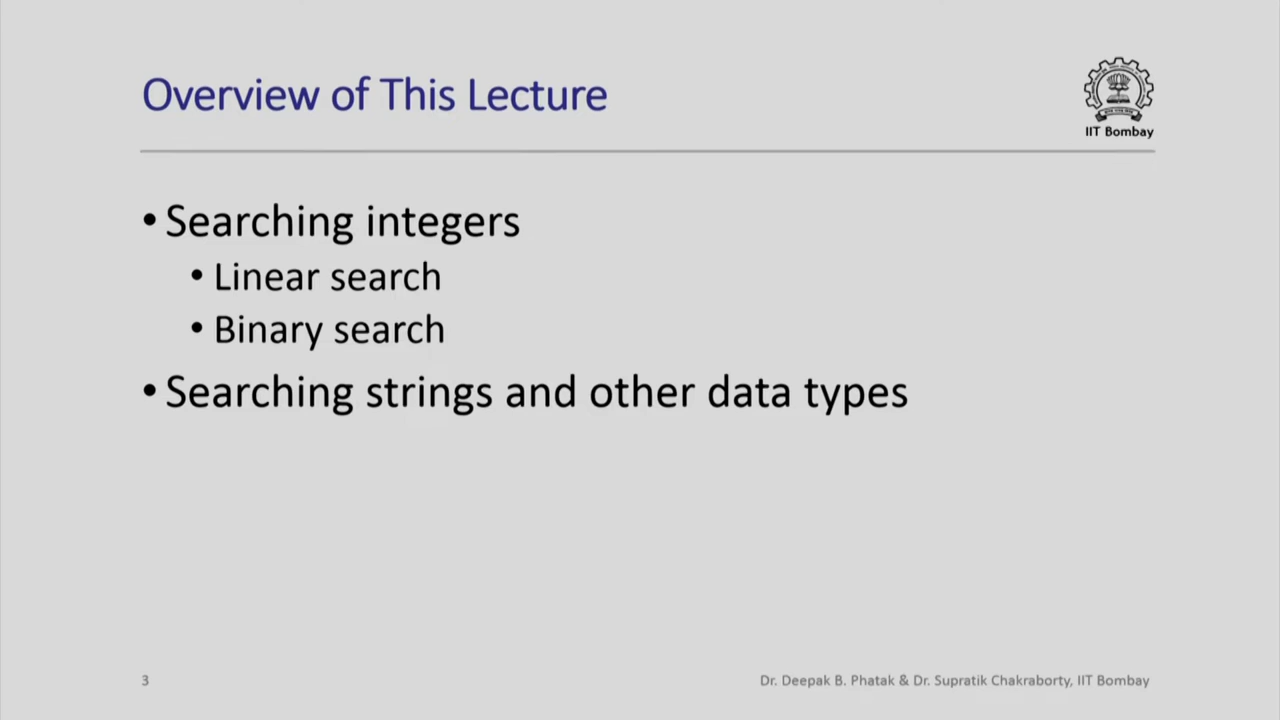 Overview of This Lecture
IIT Bombay
• Searching integers
• Linear search
• Binary search
• Searching strings and other data types
3
Dr. Deepak B. Phatak & Dr. Supratik Chakraborty, IIT Bombay